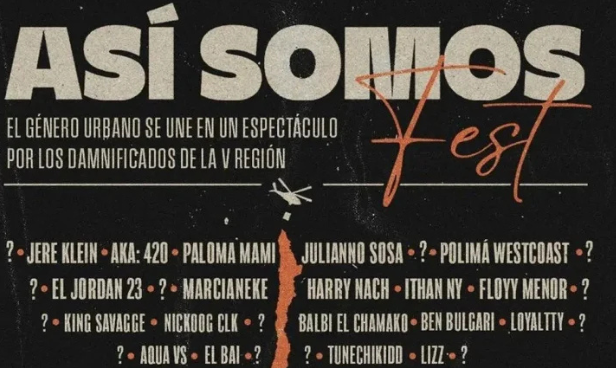 ASÍ SOMOS
Fest
EL GÉNERO URBANO SE UNE EN UN ESPECTÁCULO
POR LOS DAMNIFICADOS DE LA V REGIÓN
? • JERE KLEIN • AKA: 420 • PALOMA MAMI JULIANNO SOSA • ? • POLIMÁ WESTCOAST • ?
? • EL JORDAN 23 • ? • MARCIANEKE HARRY NACH • ITHAN NY • FLOYY MENOR • ?
? • KING SAVAGGE • NICKOOG CLK • ? BALBI EL CHAMAKO • BEN BULGARI • LOYALTTY • ?
? • AQUA VS • EL BAI • ? ? • TUNECHIKIDD • LIZZ • ?